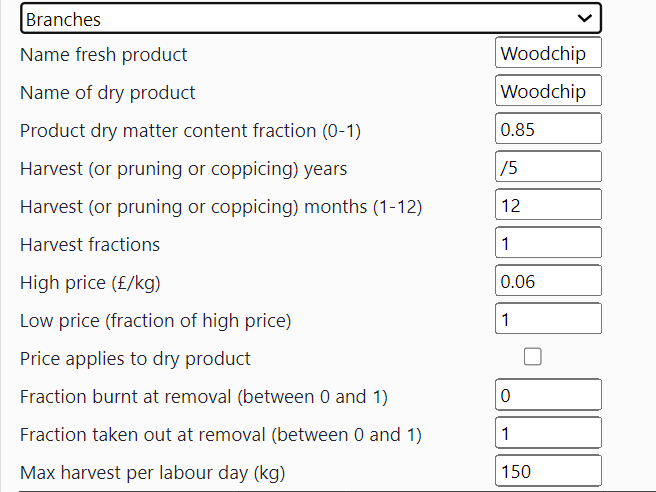 Branches
Name fresh product Woodchip
Name of dry product Woodchip
Product dry matter content fraction (0-1) 0.85
Harvest (or pruning or coppicing) years /5
Harvest (or pruning or coppicing) months (1-12) 12
Harvest fractions 1
High price (£/kg) 0.06
Low price (fraction of high price) 1
Price applies to dry product
Fraction burnt at removal (between 0 and 1) 0
Fraction taken out at removal (between 0 and 1) 1
Max harvest per labour day (kg) 150